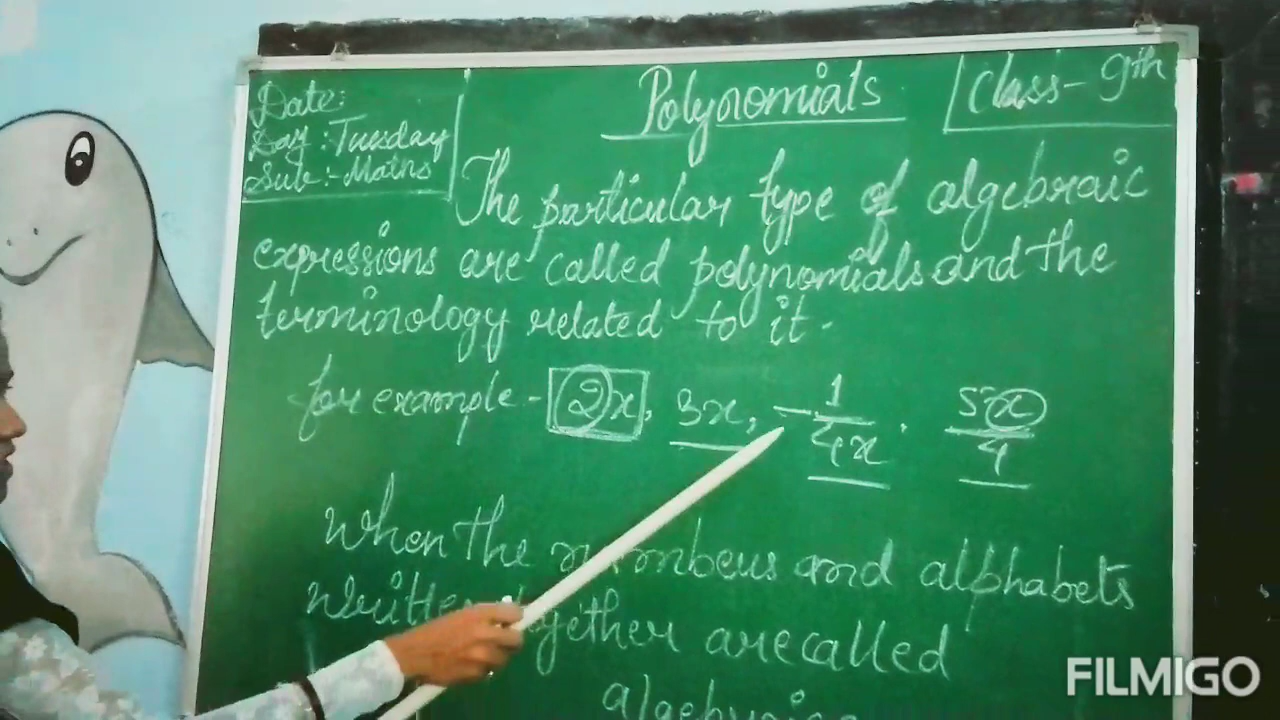 Date:
Day : Tuesday
Sub :- Maths
Polynomials
Class - 9th
The particular type of algebraic
expressions are called polynomials and the
terminology related to it.
for example - 2x, 3x, -1/4x, 5x/4
When the numbers and alphabets
written together are called
FILMIGO